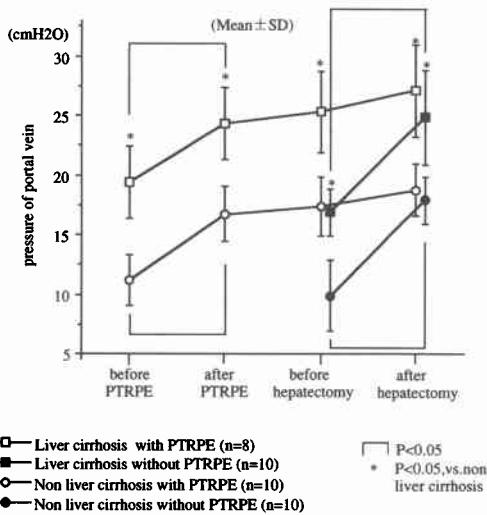 (cmH2O)
(Mean±SD)
30
25
20
15
10
5
pressure of portal vein
* * * * * *
before PTRPE
after PTRPE
before hepatectomy
after hepatectomy
Liver cirrhosis with PTRPE (n=8)
Liver cirrhosis without PTRPE (n=10)
Non liver cirrhosis with PTRPE (n=10)
Non liver cirrhosis without PTRPE (n=10)
P<0.05
* P<0.05,vs.non
liver cirrhosis